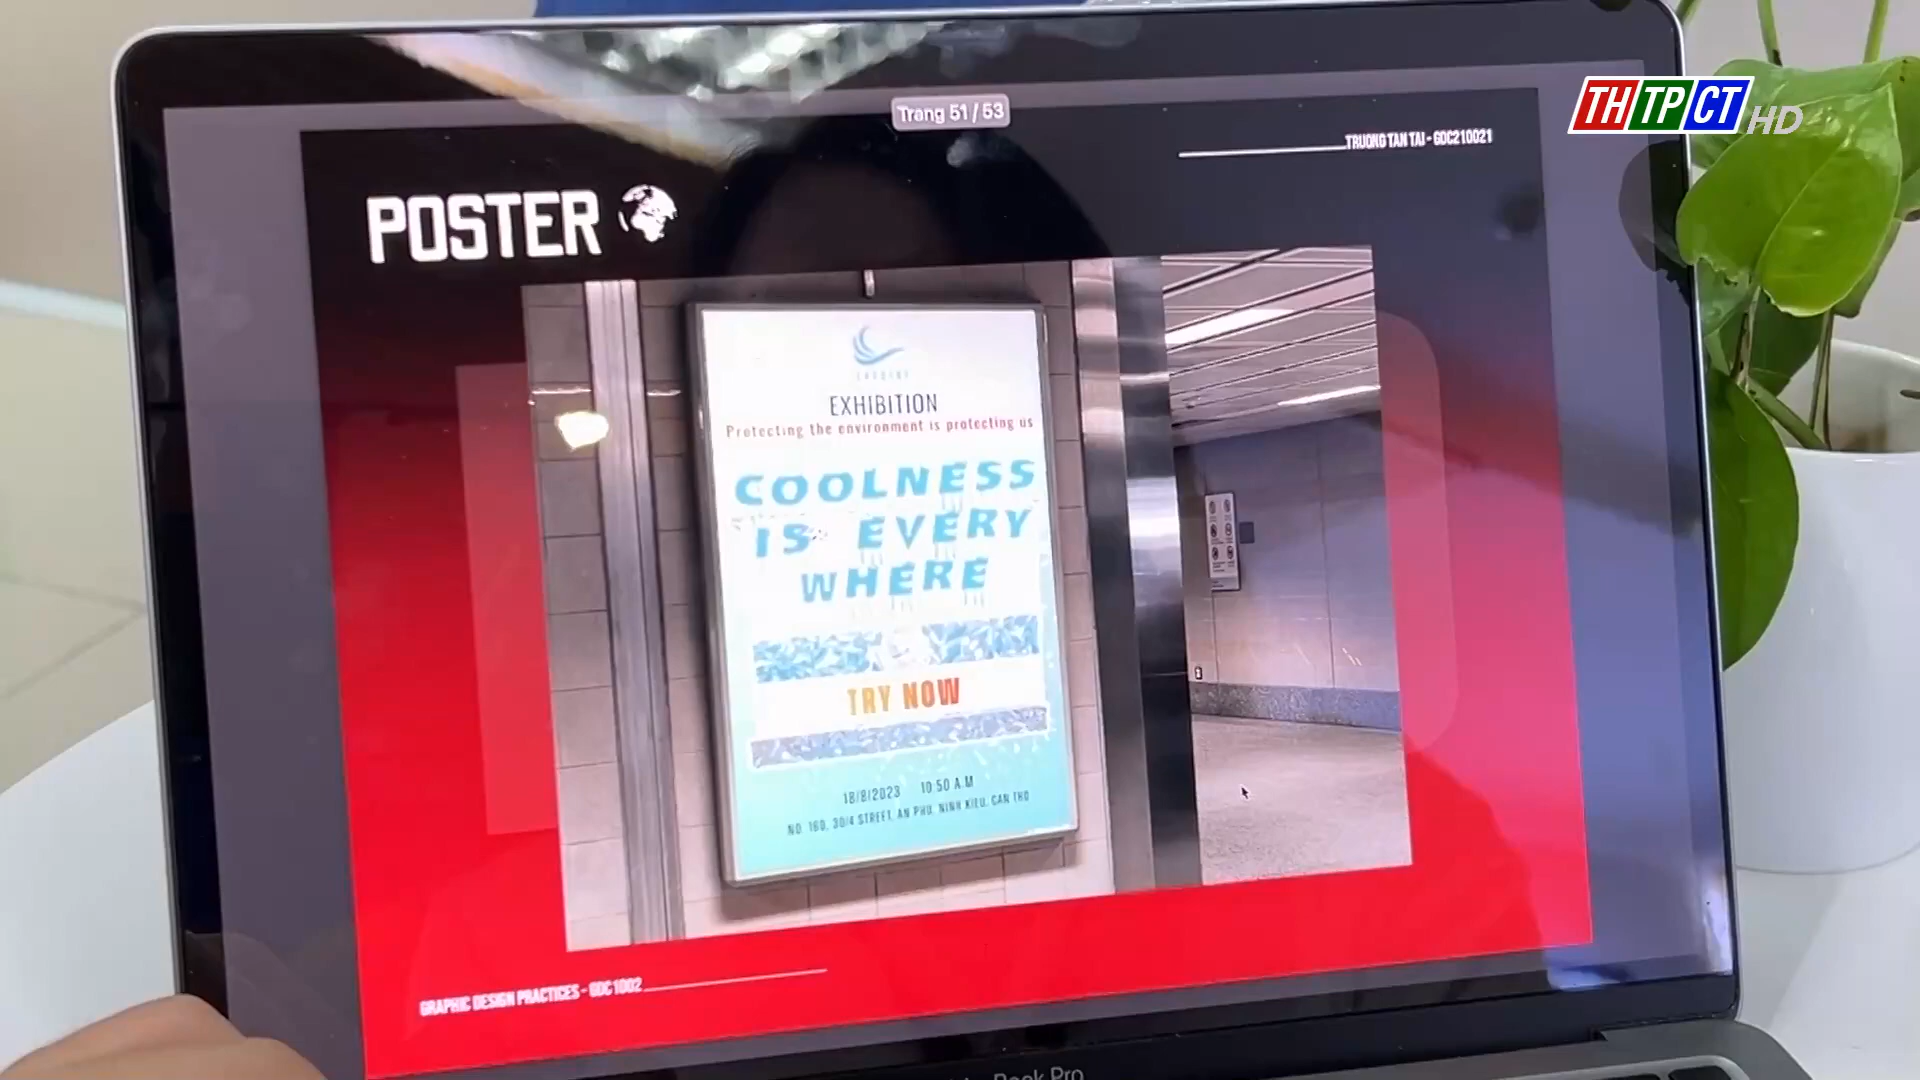 THTPCT HD
Trang 51 / 53
TRUONG TAN TAI - GDC210021
POSTER
EXHIBITION
Protecting the environment is protecting us
COOLNESS
IS EVERY
WHERE
TRY NOW
18/8/2023 10:50 A.M
NO. 160, 30/4 STREET, AN PHU, NINH KIEU, CAN THO
GRAPHIC DESIGN PRACTICES - GDC1002
Book Pro